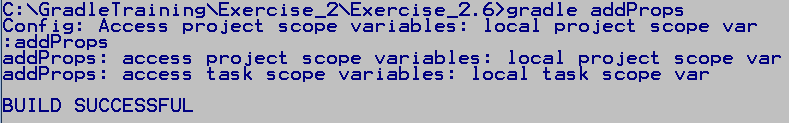 C:\GradleTraining\Exercise_2\Exercise_2.6>gradle addProps
Config: Access project scope variables: local project scope var
:addProps
addProps: access project scope variables: local project scope var
addProps: access task scope variables: local task scope var
BUILD SUCCESSFUL